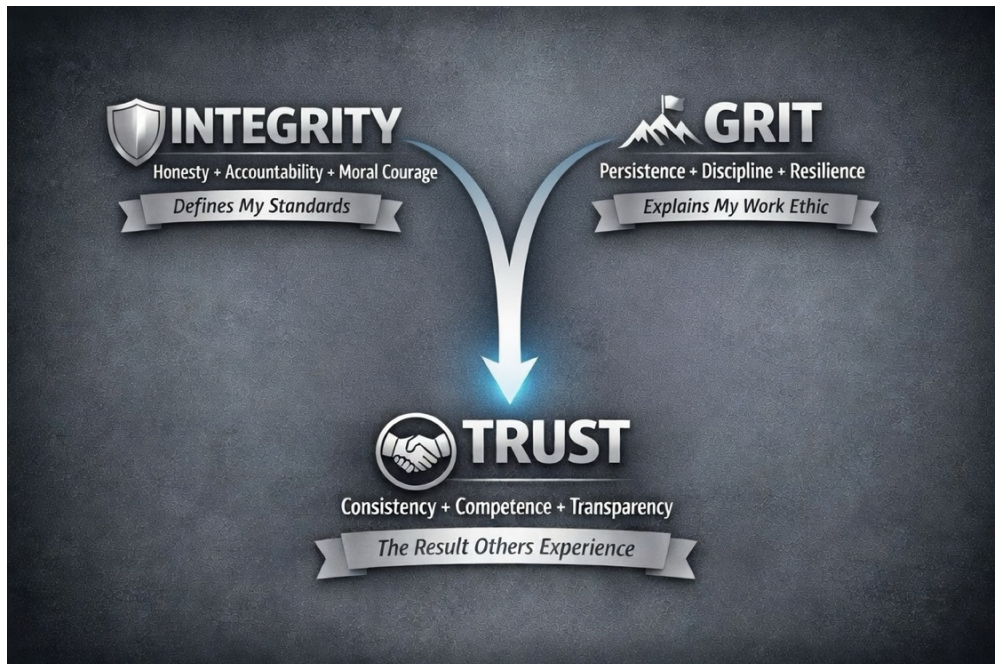 INTEGRITY
Honesty + Accountability + Moral Courage
Defines My Standards
GRIT
Persistence + Discipline + Resilience
Explains My Work Ethic
TRUST
Consistency + Competence + Transparency
The Result Others Experience